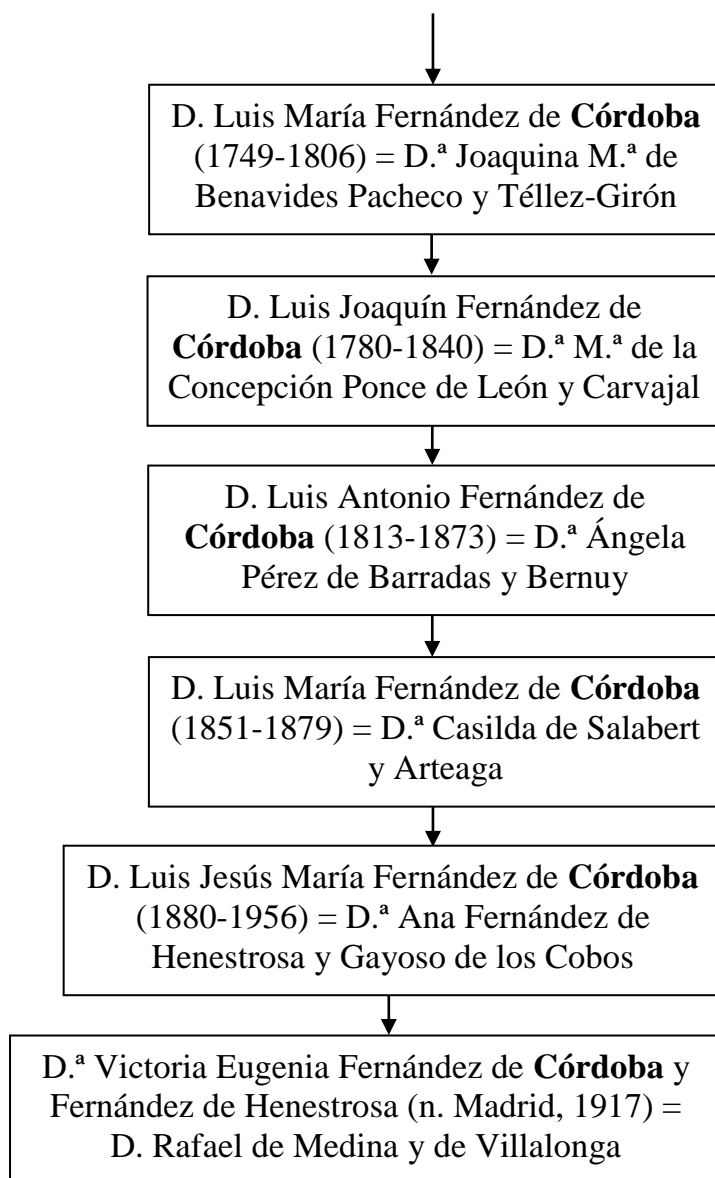 D. Luis María Fernández de Córdoba
(1749-1806) = D.ª Joaquina M.ª de
Benavides Pacheco y Téllez-Girón
D. Luis Joaquín Fernández de
Córdoba (1780-1840) = D.ª M.ª de la
Concepción Ponce de León y Carvajal
D. Luis Antonio Fernández de
Córdoba (1813-1873) = D.ª Ángela
Pérez de Barradas y Bernuy
D. Luis María Fernández de Córdoba
(1851-1879) = D.ª Casilda de Salabert
y Arteaga
D. Luis Jesús María Fernández de Córdoba
(1880-1956) = D.ª Ana Fernández de
Henestrosa y Gayoso de los Cobos
D.ª Victoria Eugenia Fernández de Córdoba y
Fernández de Henestrosa (n. Madrid, 1917) =
D. Rafael de Medina y de Villalonga